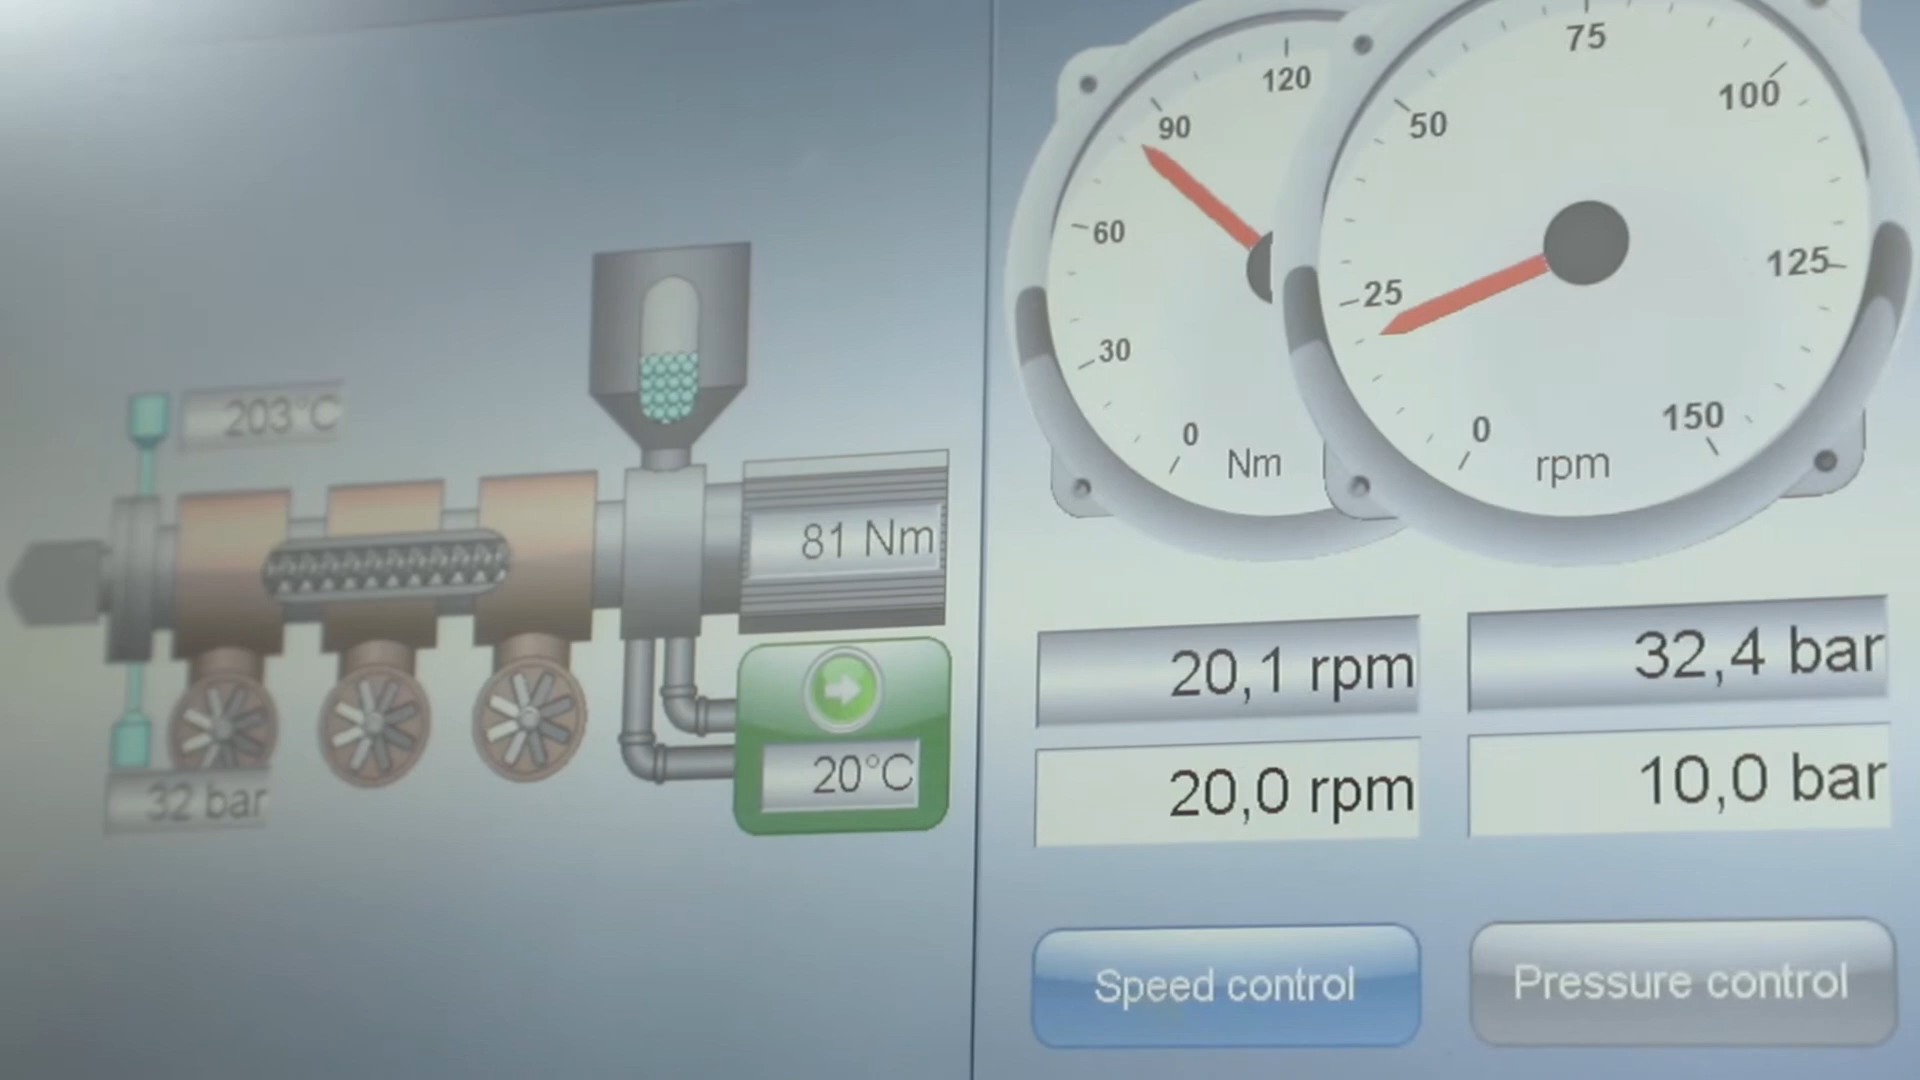 203°C
81 Nm
20°C
32 bar
120
90
60
30
0
Nm
75
100
50
25
125
0
150
rpm
20,1 rpm
32,4 bar
20,0 rpm
10,0 bar
Speed control
Pressure control